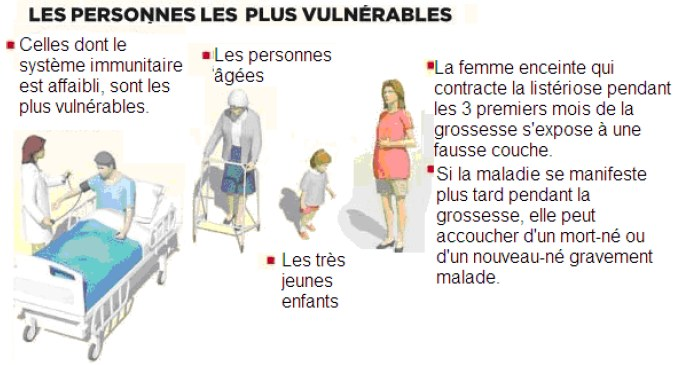 LES PERSONNES LES PLUS VULNÉRABLES
Celles dont le
système immunitaire
est affaibli, sont les
plus vulnérables.
Les personnes
âgées
Les très
jeunes
enfants
La femme enceinte qui
contracte la listériose pendant
les 3 premiers mois de la
grossesse s'expose à une
fausse couche.
Si la maladie se manifeste
plus tard pendant la
grossesse, elle peut
accoucher d'un mort-né ou
d'un nouveau-né gravement
malade.